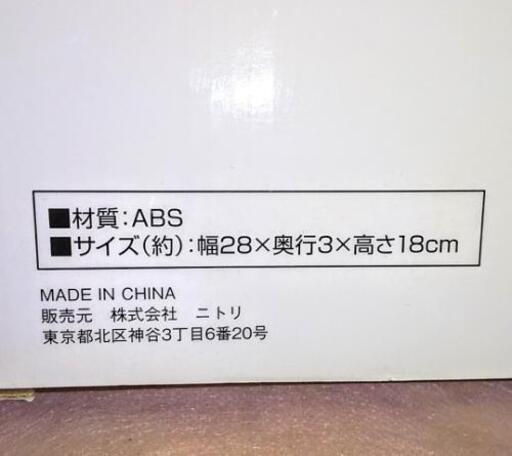 ■材質:ABS
■サイズ(約):幅28×奥行3×高さ18cm
MADE IN CHINA
販売元 株式会社 ニトリ
東京都北区神谷3丁目6番20号